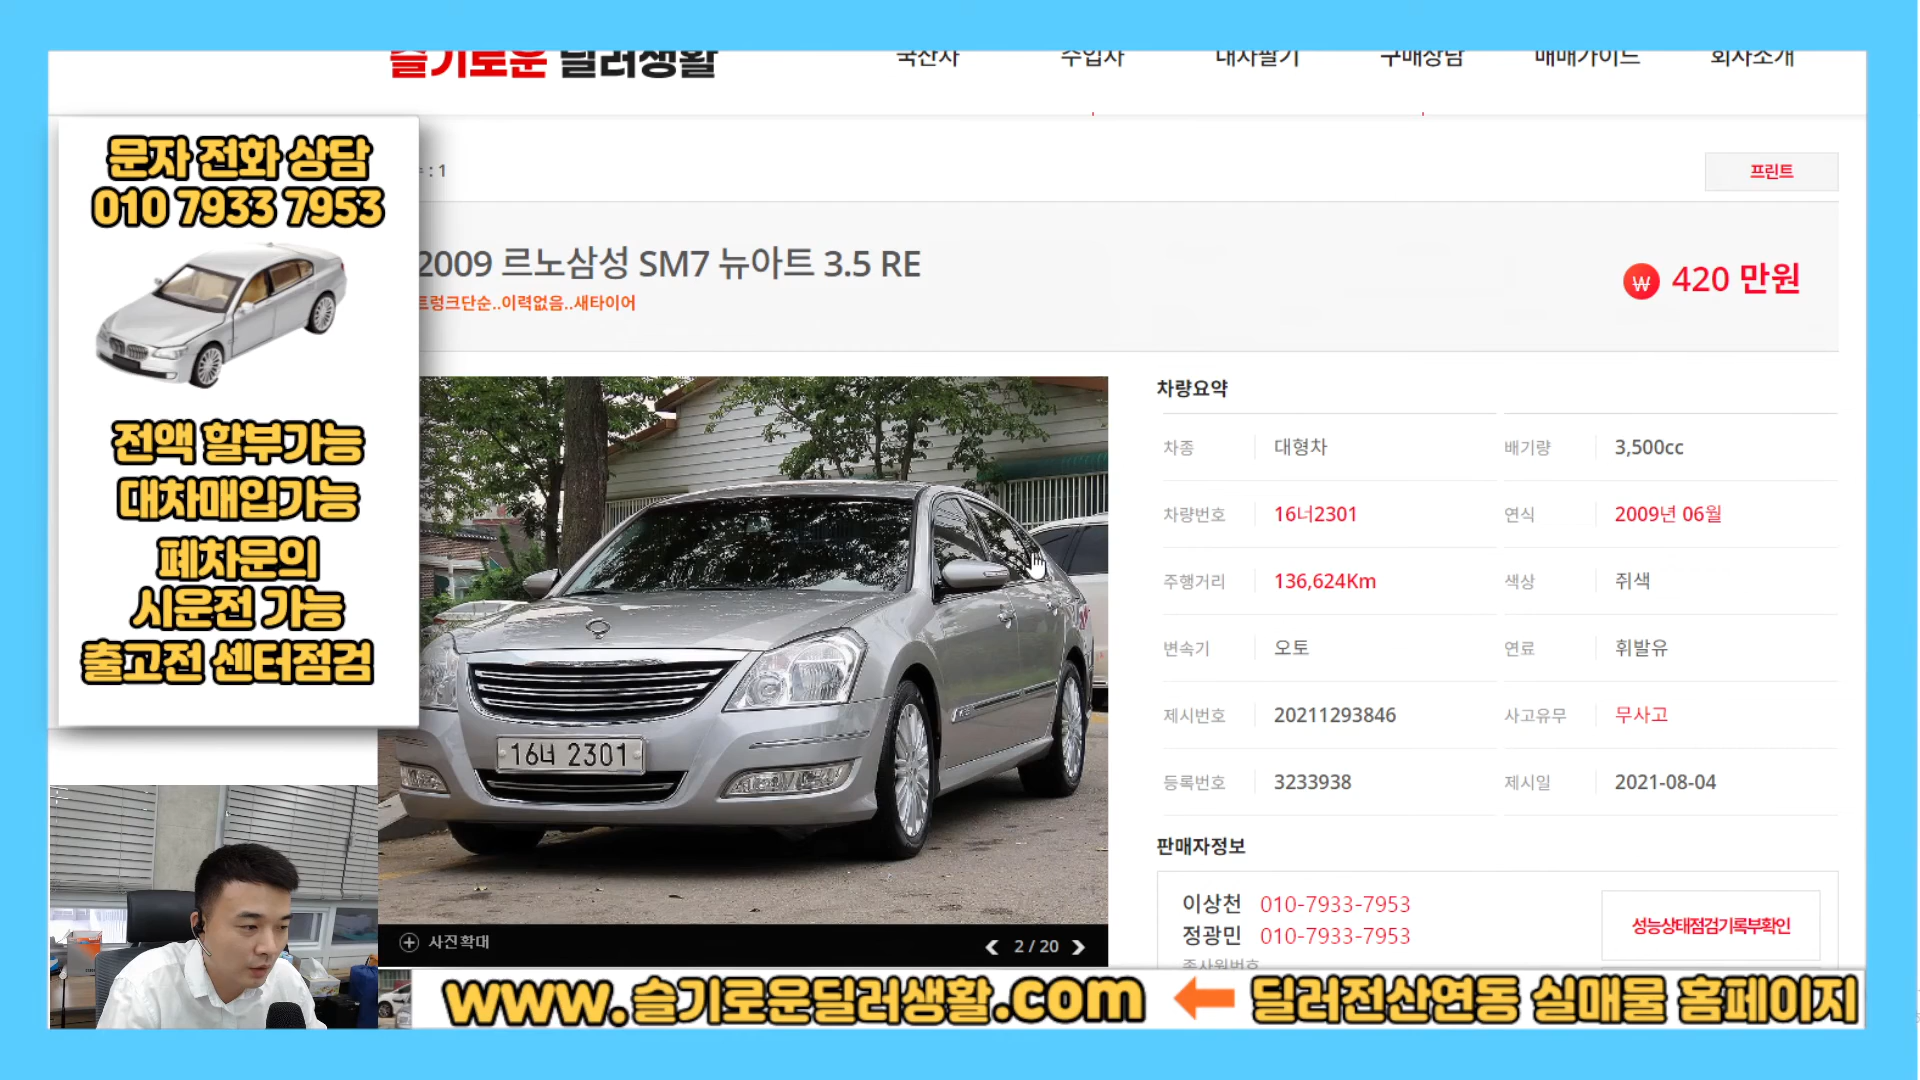 슬기로운 딜러생활
국산차 수입차 대차팔기 구매상담 매매가이드 회사소개
문자 전화 상담
010 7933 7953
전액 할부가능
대차매입가능
폐차문의
시운전 가능
출고전 센터점검
: 1
프린트
2009 르노삼성 SM7 뉴아트 3.5 RE
트렁크단순..이력없음..새타이어
₩ 420 만원
차량요약
차종 대형차 배기량 3,500cc
차량번호 16너2301 연식 2009년 06월
주행거리 136,624Km 색상 쥐색
변속기 오토 연료 휘발유
제시번호 20211293846 사고유무 무사고
등록번호 3233938 제시일 2021-08-04
16너 2301
판매자정보
이상천 010-7933-7953
정광민 010-7933-7953
종사원번호
성능상태점검기록부확인
사진확대
2 / 20
www.슬기로운딜러생활.com
딜러전산연동 실매물 홈페이지